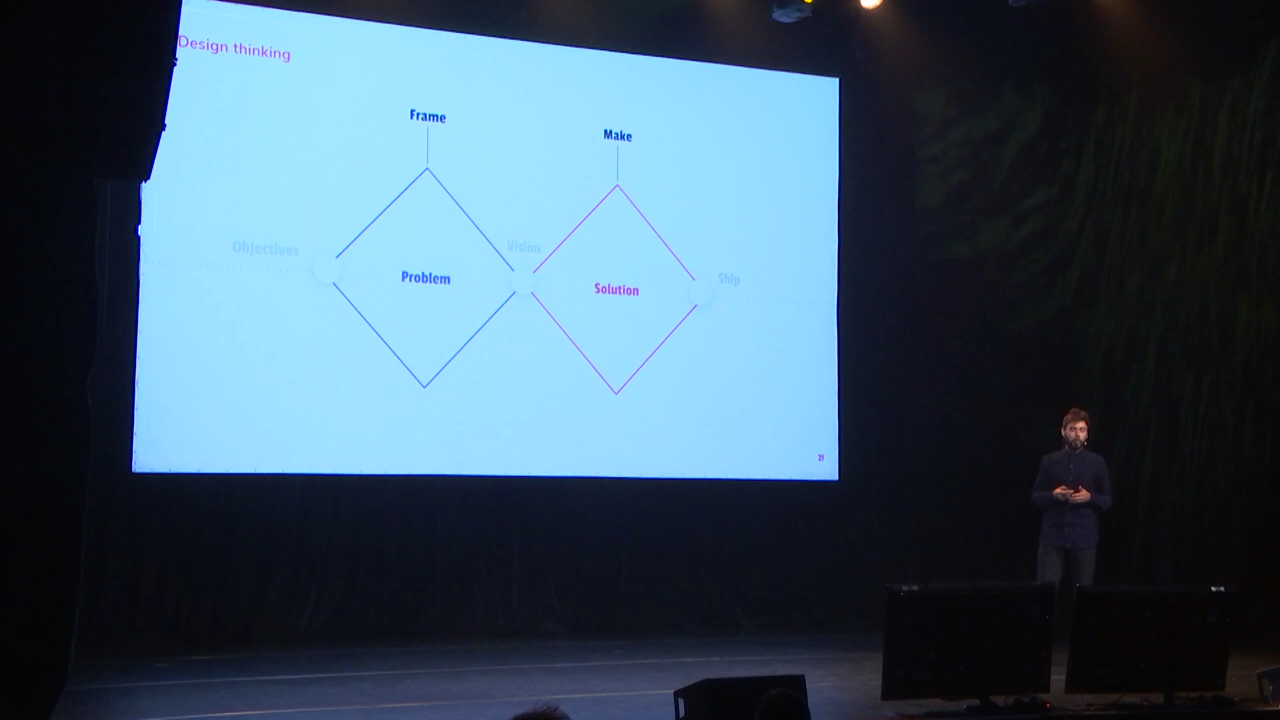 Design thinking
Frame
Make
Objectives
Vision
Ship
Problem
Solution
21